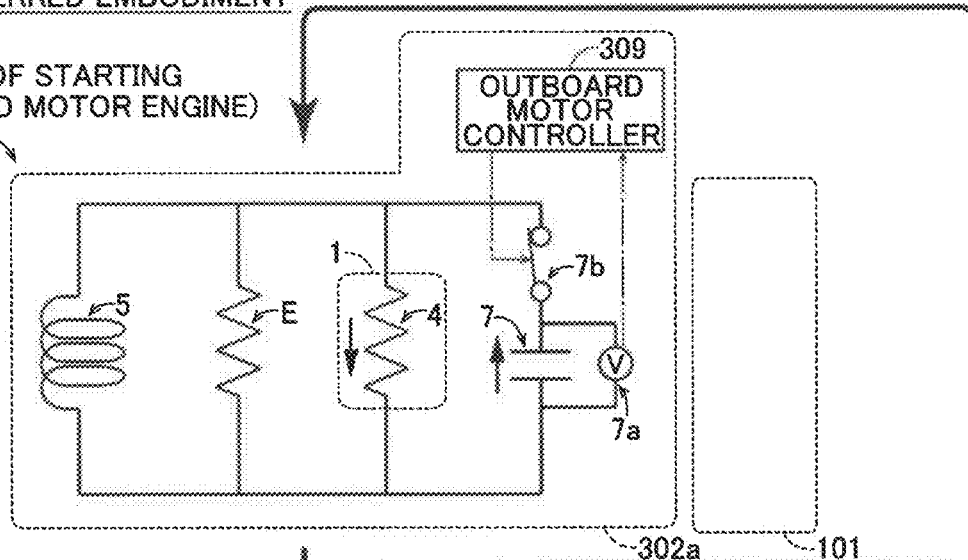 OF STARTING
MOTOR ENGINE)
309
OUTBOARD
MOTOR
CONTROLLER
1
7b
5
E
4
7
V
7a
302a
101